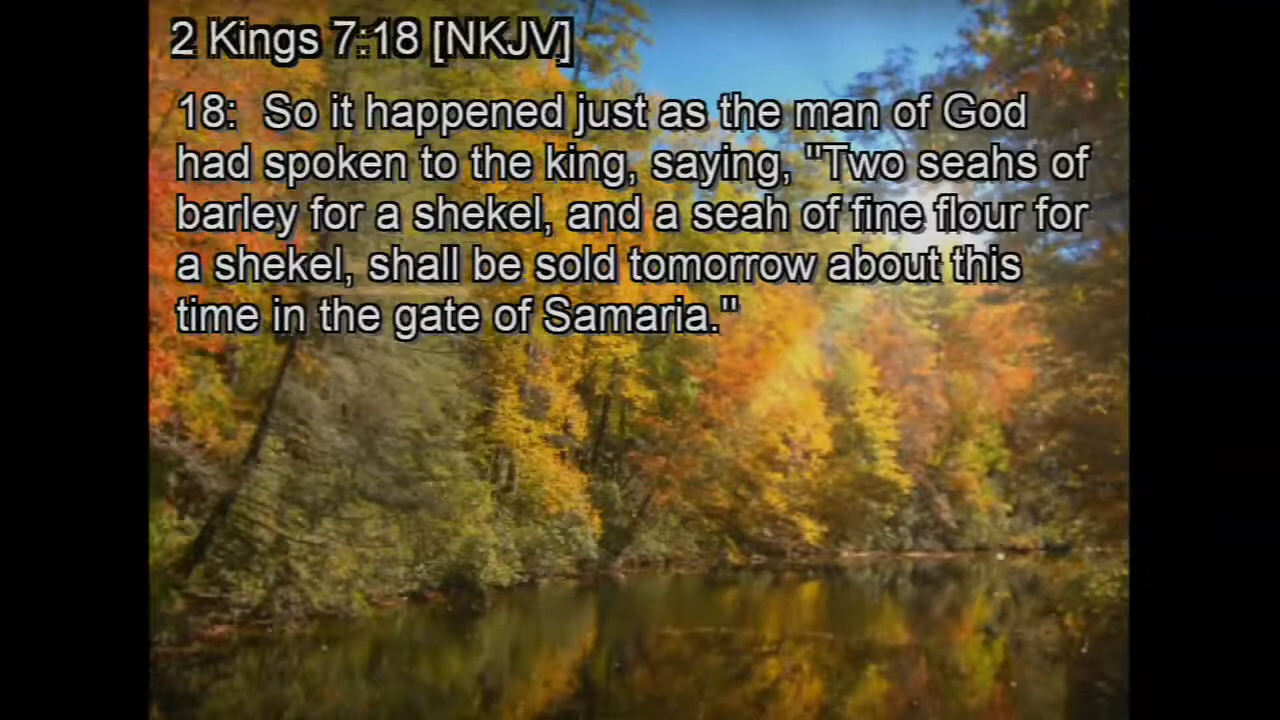 2 Kings 7:18 [NKJV]
18:  So it happened just as the man of God
had spoken to the king, saying, "Two seahs of
barley for a shekel, and a seah of fine flour for
a shekel, shall be sold tomorrow about this
time in the gate of Samaria."